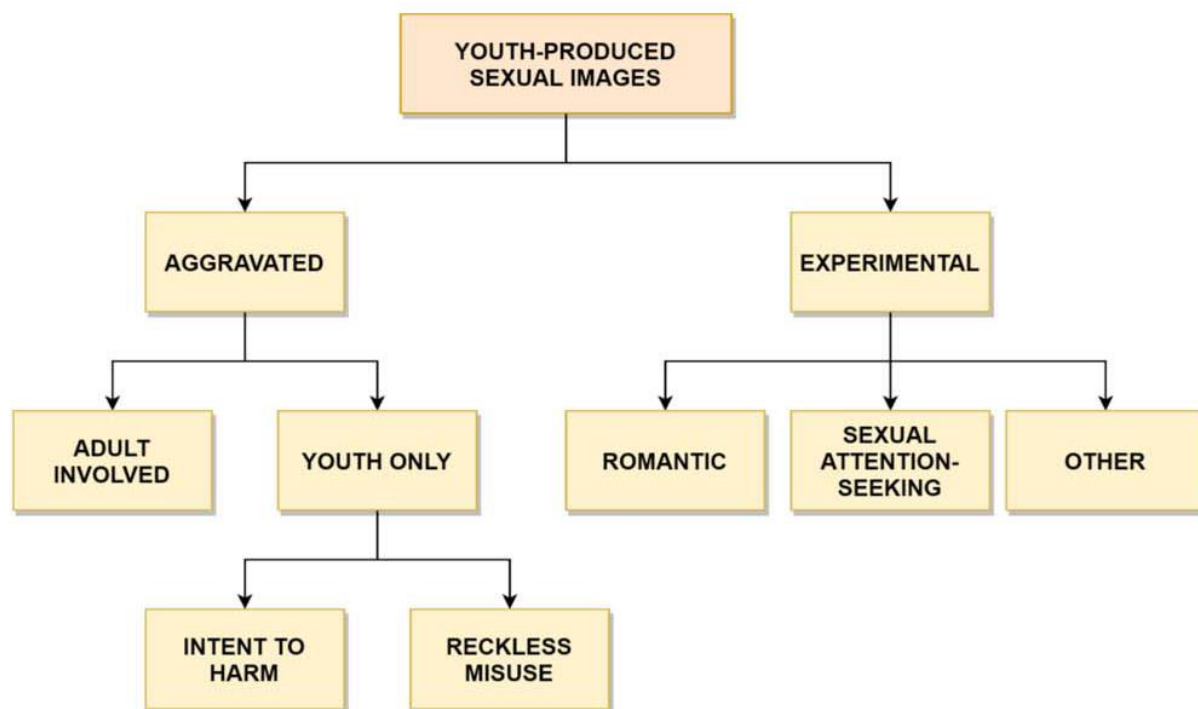 YOUTH-PRODUCED
SEXUAL IMAGES
AGGRAVATED
EXPERIMENTAL
ADULT
INVOLVED
YOUTH ONLY
ROMANTIC
SEXUAL
ATTENTION-
SEEKING
OTHER
INTENT TO
HARM
RECKLESS
MISUSE